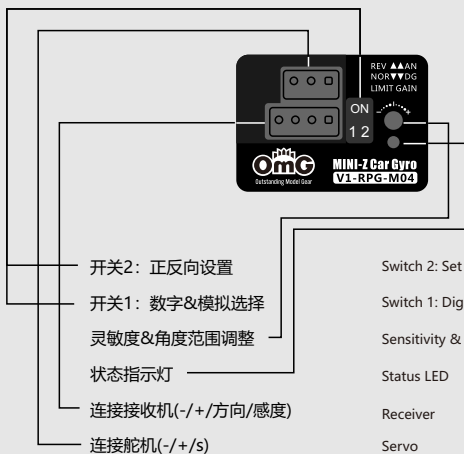 REV ▲▲AN
NOR▼▼DG
LIMIT GAIN
ON
1 2
- +
OmG
Outstanding Model Gear
MINI-Z Car Gyro
V1-RPG-M04
开关2：正反向设置
Switch 2: Set
开关1：数字&模拟选择
Switch 1: Dig
灵敏度&角度范围调整
Sensitivity &
状态指示灯
Status LED
连接接收机(-/+/方向/感度)
Receiver
连接舵机(-/+/s)
Servo